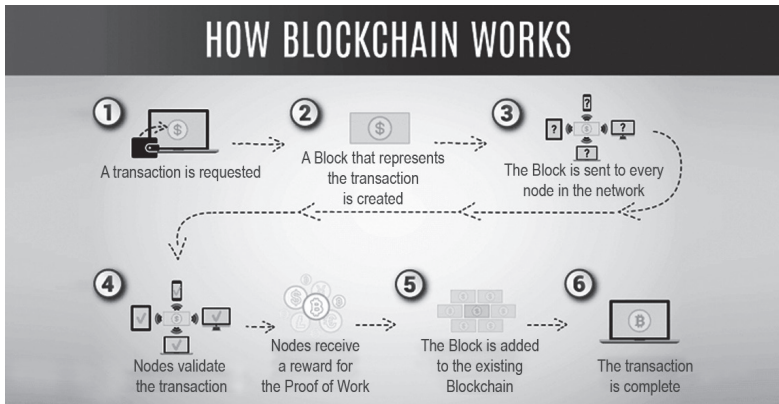 HOW BLOCKCHAIN WORKS
1
A transaction is requested
2
$
A Block that represents
the transaction
is created
3
?
?
?
?
The Block is sent to every
node in the network
4
Nodes validate
the transaction
Nodes receive
a reward for
the Proof of Work
5
The Block is added
to the existing
Blockchain
6
The transaction
is complete